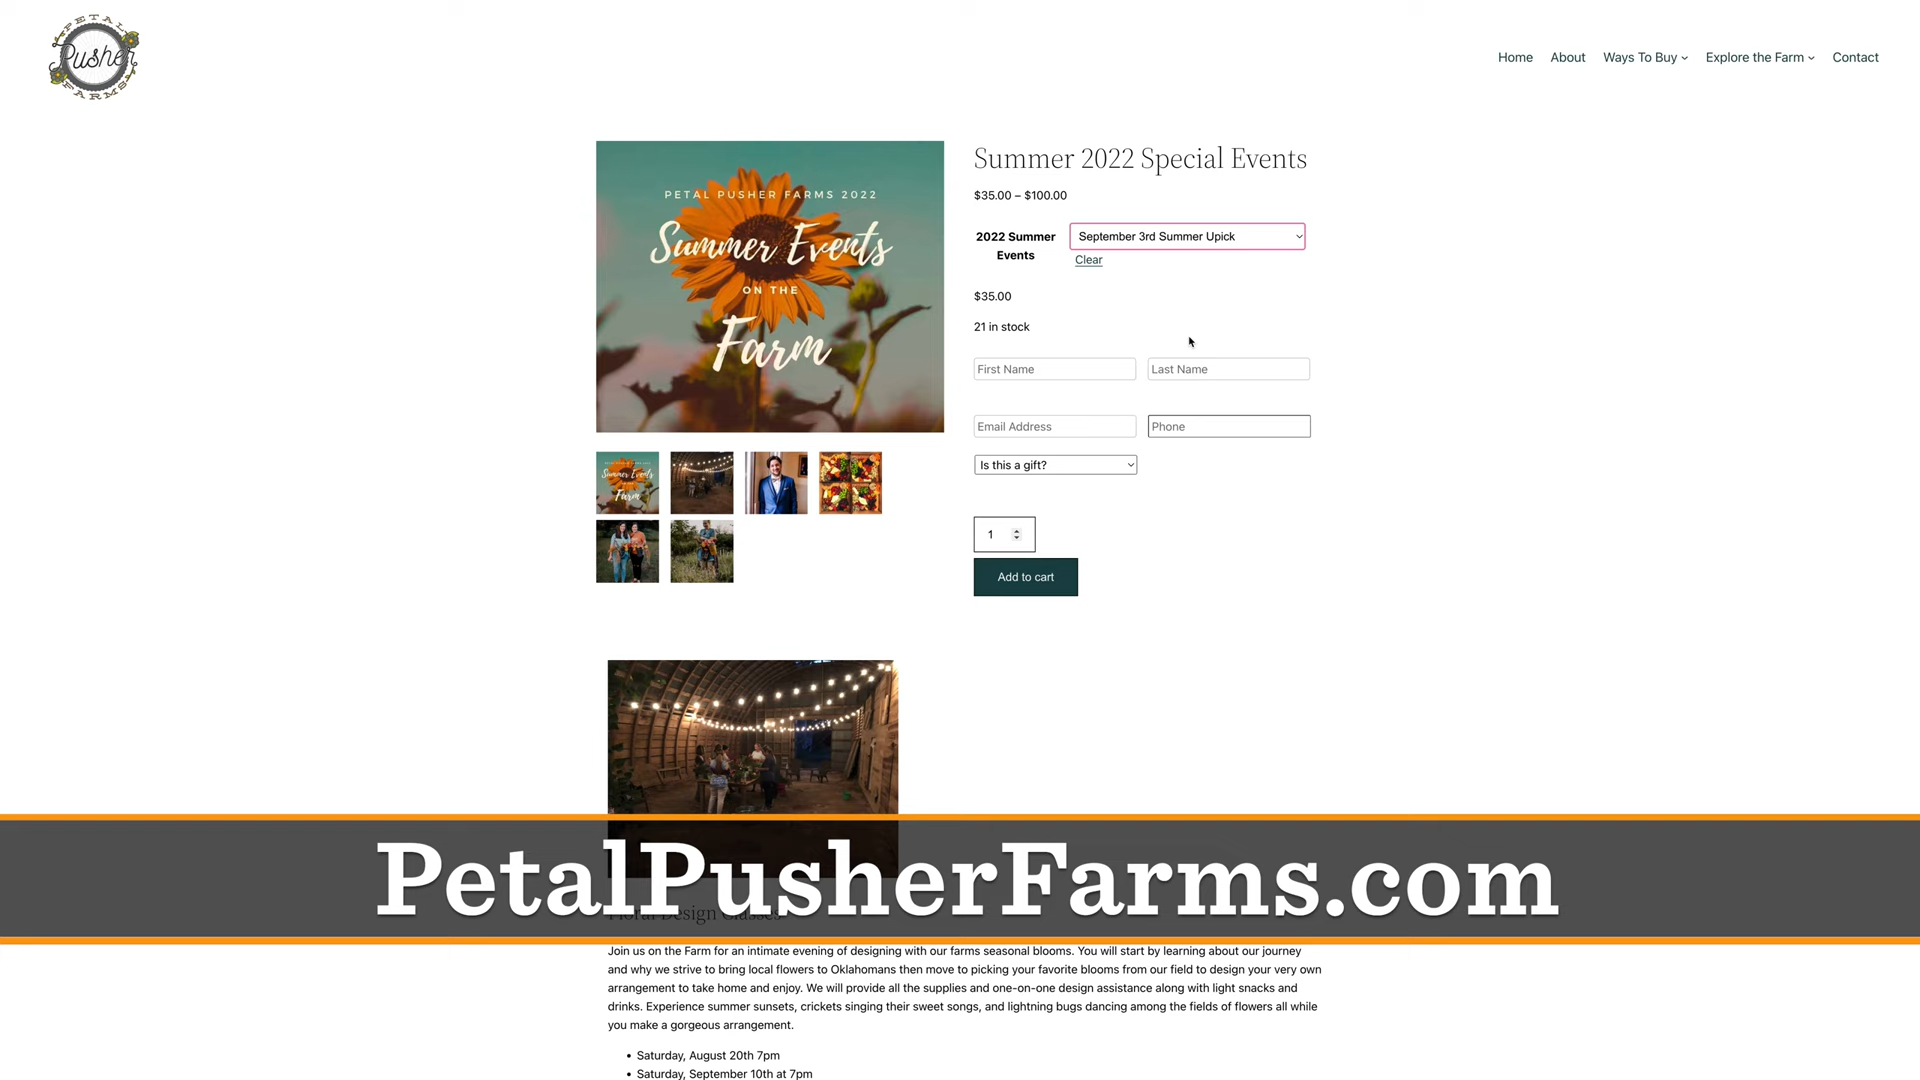 PETAL
Pusher
FARMS
Home
About
Ways To Buy
Explore the Farm
Contact
PETAL PUSHER FARMS 2022
Summer Events
ON THE
Farm
Summer 2022 Special Events
$35.00 – $100.00
2022 Summer
Events
September 3rd Summer Upick
Clear
$35.00
21 in stock
First Name
Last Name
Email Address
Phone
Is this a gift?
Summer Events
Farm
1
Add to cart
PetalPusherFarms.com
Floral Design Classes
Join us on the Farm for an intimate evening of designing with our farms seasonal blooms. You will start by learning about our journey
and why we strive to bring local flowers to Oklahomans then move to picking your favorite blooms from our field to design your very own
arrangement to take home and enjoy. We will provide all the supplies and one-on-one design assistance along with light snacks and
drinks. Experience summer sunsets, crickets singing their sweet songs, and lightning bugs dancing among the fields of flowers all while
you make a gorgeous arrangement.
• Saturday, August 20th 7pm
• Saturday, September 10th at 7pm